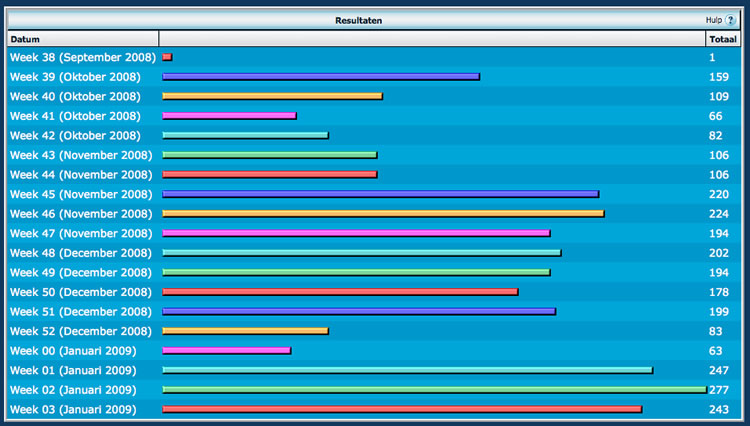 Resultaten Hulp ?
Datum Totaal
Week 38 (September 2008) 1
Week 39 (Oktober 2008) 159
Week 40 (Oktober 2008) 109
Week 41 (Oktober 2008) 66
Week 42 (Oktober 2008) 82
Week 43 (November 2008) 106
Week 44 (November 2008) 106
Week 45 (November 2008) 220
Week 46 (November 2008) 224
Week 47 (November 2008) 194
Week 48 (December 2008) 202
Week 49 (December 2008) 194
Week 50 (December 2008) 178
Week 51 (December 2008) 199
Week 52 (December 2008) 83
Week 00 (Januari 2009) 63
Week 01 (Januari 2009) 247
Week 02 (Januari 2009) 277
Week 03 (Januari 2009) 243